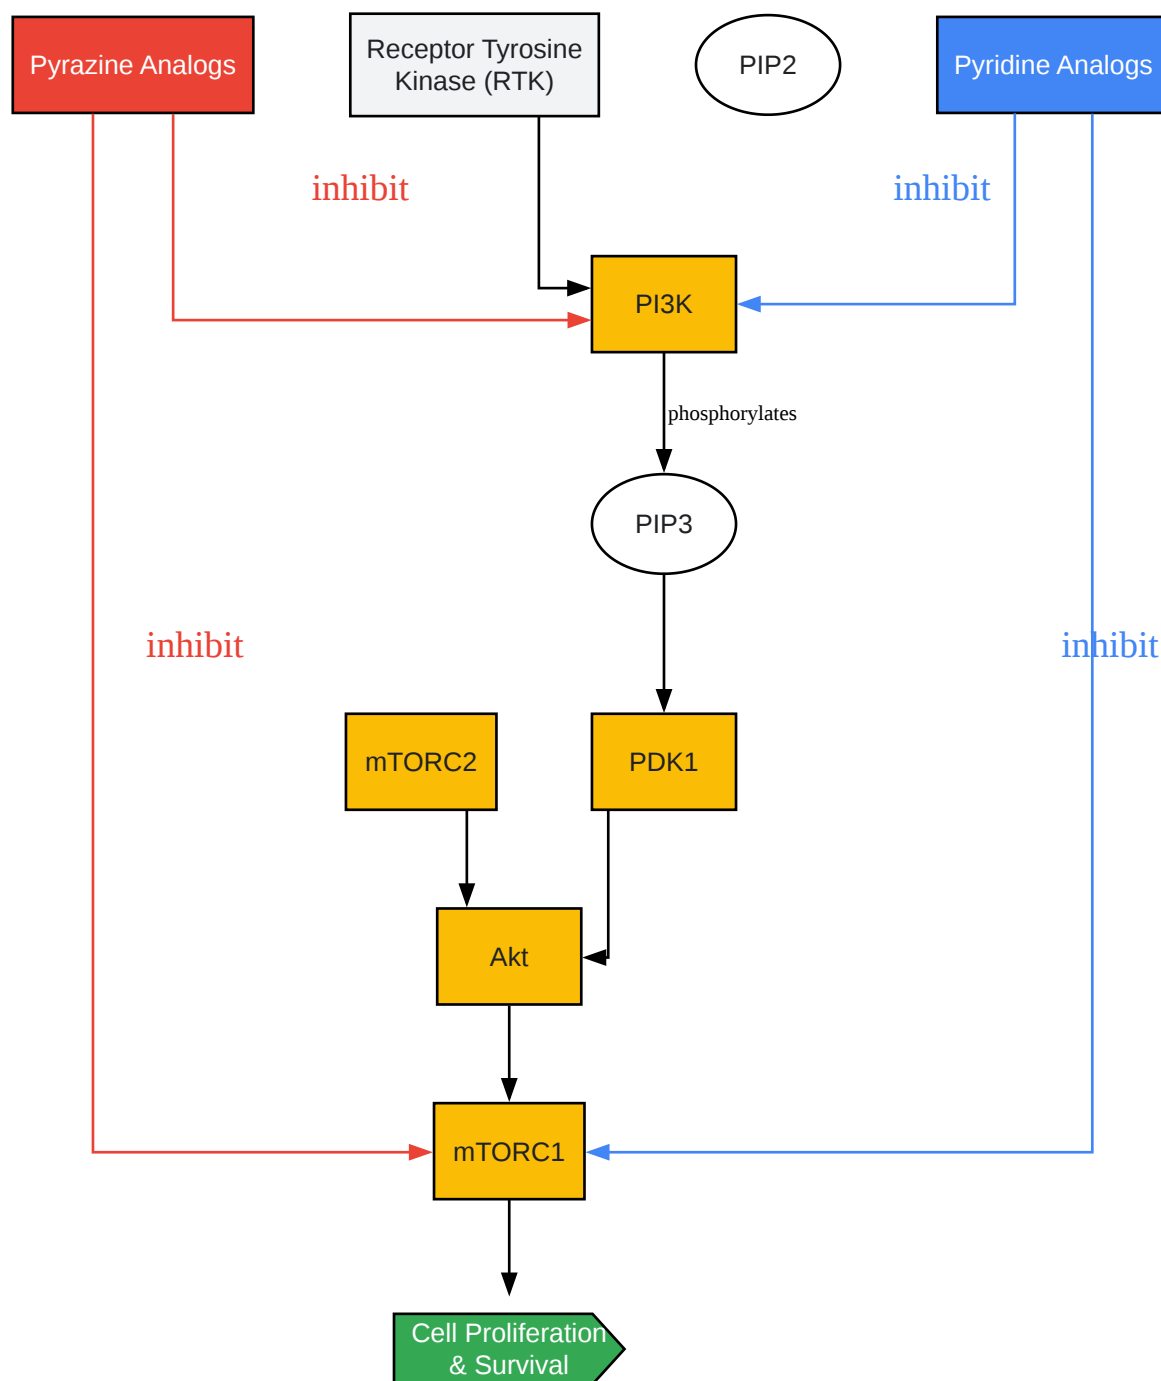 Pyrazine Analogs
Receptor Tyrosine
Kinase (RTK)
PIP2
Pyridine Analogs
inhibit
inhibit
PI3K
phosphorylates
PIP3
inhibit
inhibit
mTORC2
PDK1
Akt
mTORC1
Cell Proliferation
& Survival